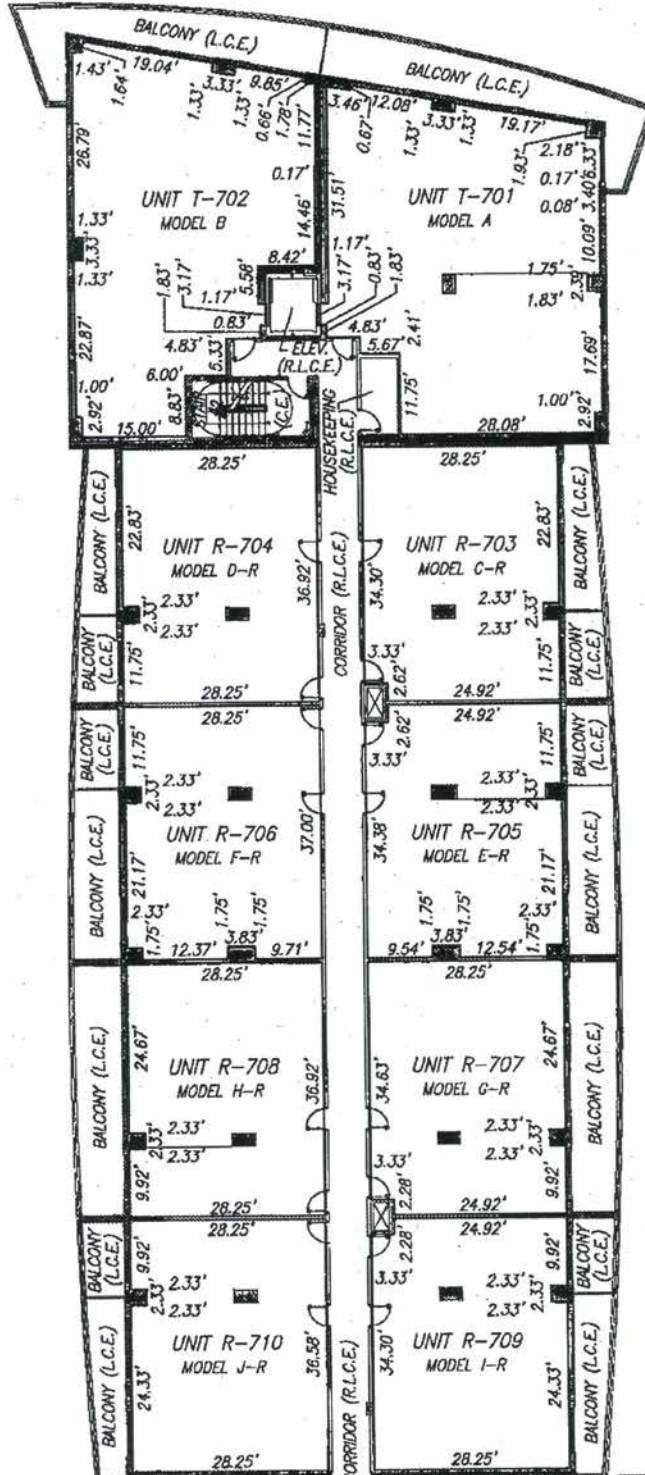 BALCONY (L.C.E.)
BALCONY (L.C.E.)
1.43'
1.64'
19.04'
3.33'
1.33'
1.33'
9.85'
0.66'
1.78'
11.77'
3.46'
0.67'
12.08'
3.33'
1.33'
1.33'
19.17'
1.93'
2.18'
6.33'
26.79'
0.17'
0.17'
3.40'
0.08'
UNIT T-702
MODEL B
14.46'
31.51'
UNIT T-701
MODEL A
10.09'
1.33'
3.33'
1.33'
8.42'
5.58'
1.17'
1.75'
2.39'
1.83'
1.83'
3.17'
1.17'
0.83'
3.17'
0.83'
1.83'
22.87'
4.83'
5.33'
ELEV.
(R.L.C.E.)
4.83'
2.41'
5.67'
17.69'
6.00'
8.83'
STAIR
(C.E.)
11.75'
1.00'
2.92'
15.00'
HOUSEKEEPING
(R.L.C.E.)
1.00'
2.92'
28.08'
28.25'
28.25'
BALCONY (L.C.E.)
22.83'
UNIT R-704
MODEL D-R
36.92'
CORRIDOR (R.L.C.E.)
34.30'
UNIT R-703
MODEL C-R
22.83'
BALCONY (L.C.E.)
2.33'
2.33'
2.33'
2.33'
2.33'
2.33'
BALCONY
(L.C.E.)
11.75'
3.33'
2.62'
11.75'
BALCONY
(L.C.E.)
28.25'
24.92'
28.25'
24.92'
BALCONY
(L.C.E.)
11.75'
2.62'
3.33'
11.75'
BALCONY
(L.C.E.)
2.33'
2.33'
2.33'
2.33'
2.33'
2.33'
BALCONY (L.C.E.)
UNIT R-706
MODEL F-R
37.00'
34.38'
UNIT R-705
MODEL E-R
BALCONY (L.C.E.)
21.17'
21.17'
2.33'
1.75'
1.75'
1.75'
1.75'
1.75'
2.33'
1.75'
12.37'
3.83'
9.71'
9.54'
3.83'
12.54'
28.25'
28.25'
BALCONY (L.C.E.)
24.67'
UNIT R-708
MODEL H-R
36.92'
34.63'
UNIT R-707
MODEL G-R
24.67'
BALCONY (L.C.E.)
2.33'
2.33'
2.33'
2.33'
2.33'
2.33'
9.92'
3.33'
2.28'
9.92'
28.25'
24.92'
28.25'
24.92'
BALCONY
(L.C.E.)
9.92'
2.28'
3.33'
9.92'
BALCONY
(L.C.E.)
2.33'
2.33'
2.33'
2.33'
2.33'
2.33'
BALCONY (L.C.E.)
24.33'
UNIT R-710
MODEL J-R
36.58'
CORRIDOR (R.L.C.E.)
34.30'
UNIT R-709
MODEL I-R
24.33'
BALCONY (L.C.E.)
28.25'
28.25'